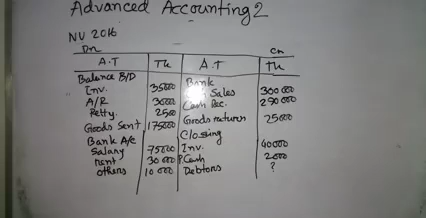 Advanced Accounting 2
NU 2016
Dr Cr
A.T Tk A.T Tk
Balance B/D Bank
Inv. 35000 Sales 300000
A/R 3000 Cash Rec. 290000
Petty. 2500
Goods Sent 175000 Goods return 25000
Bank A/c Closing
Salary 75000 Inv. 40000
Rent 30000 P. Cash 2000
Others 10000 Debtors ?